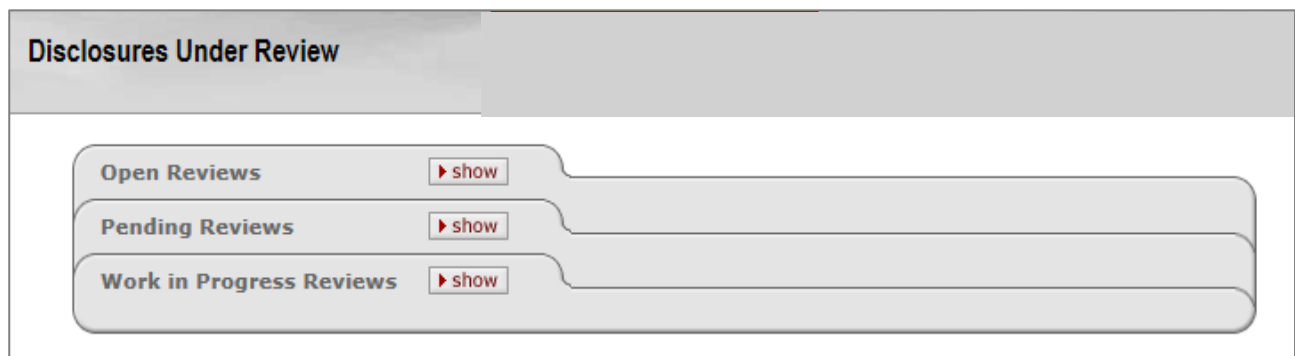 Disclosures Under Review
Open Reviews show
Pending Reviews show
Work in Progress Reviews show